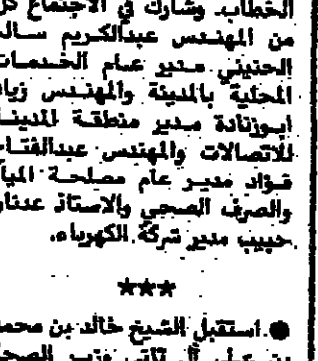 الخطاب. وشارك في الاجتماع كل
من المهندس عبدالكريم سالم
الحنيني مدير عام الخدمات
المحلية بالمدينة والمهندس زياد
ابوزنادة مدير منطقة المدينة
للاتصالات والمهندس عبدالفتاح
فؤاد مدير عام مصلحة المياه
والصرف الصحي والاستاذ عدنان
حبيب مدير شركة الكهرباء.
***
● استقبل الشيخ خالد بن محمد